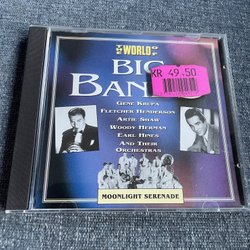 THE WORLD OF
BIG
BAN
KR 49.50
GENE KRUPA
FLETCHER HENDERSON
ARTIE SHAW
WOODY HERMAN
EARL HINES
AND THEIR
ORCHESTRAS
MOONLIGHT SERENADE